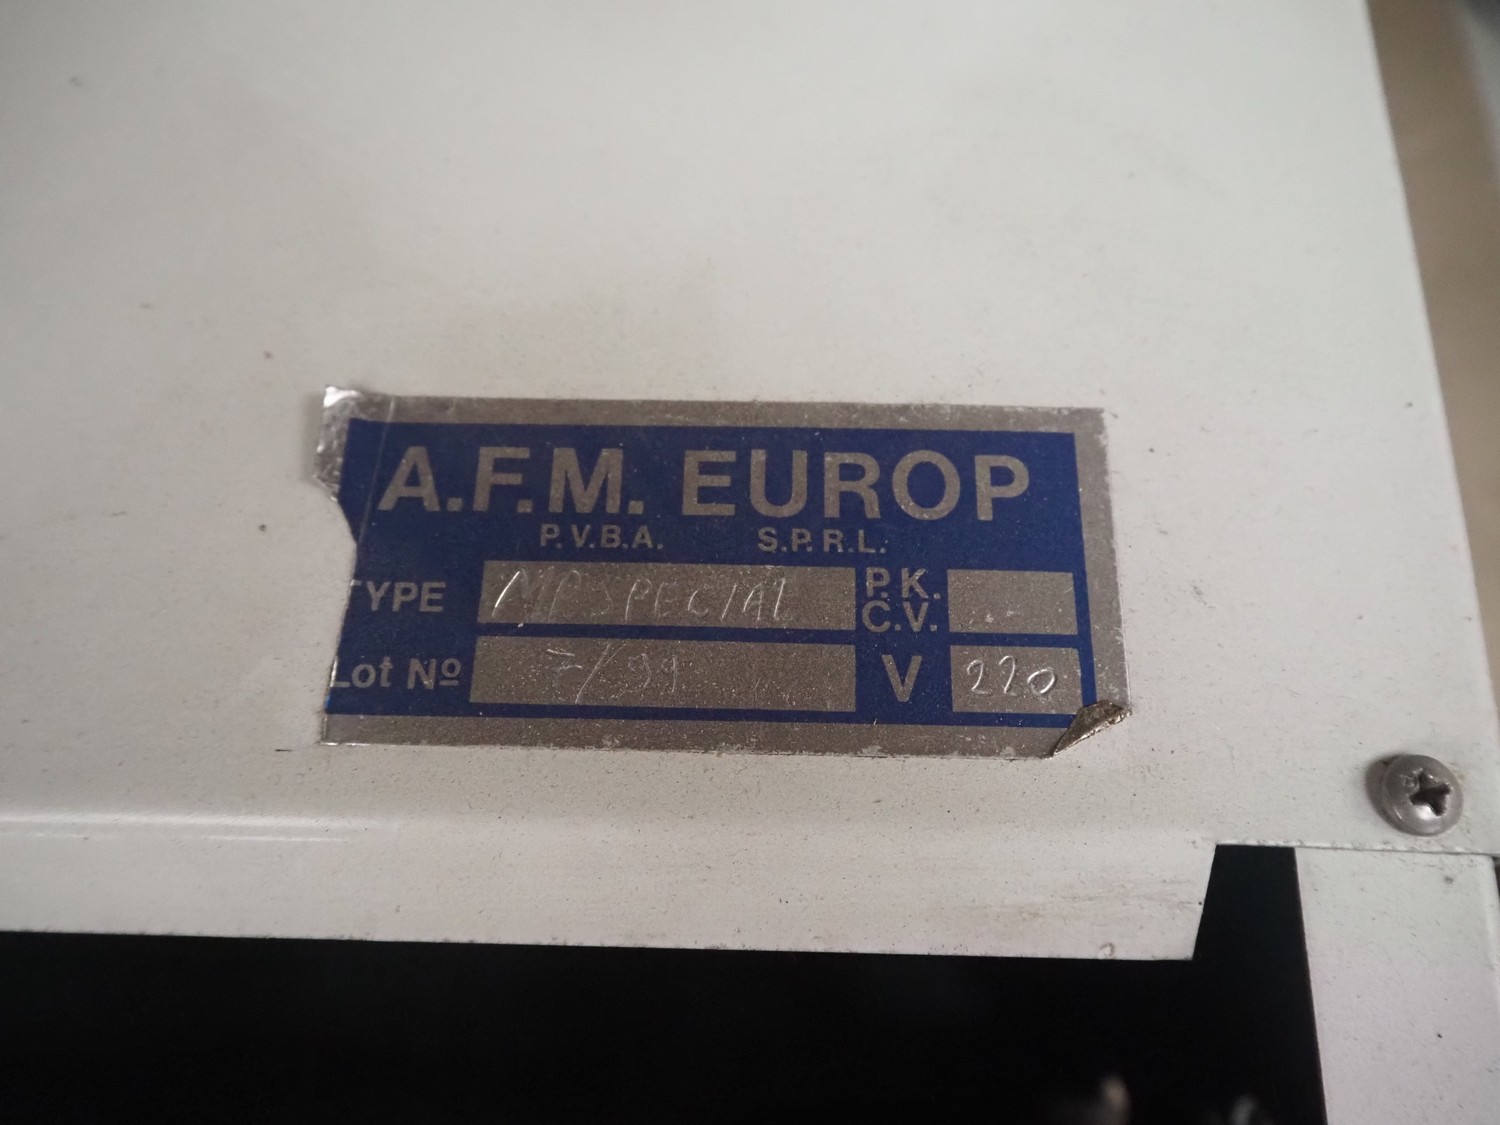 A.F.M. EUROP
P.V.B.A. S.P.R.L.
TYPE MP SPECIAL P.K. C.V.
Lot Nº 7/99 V 220